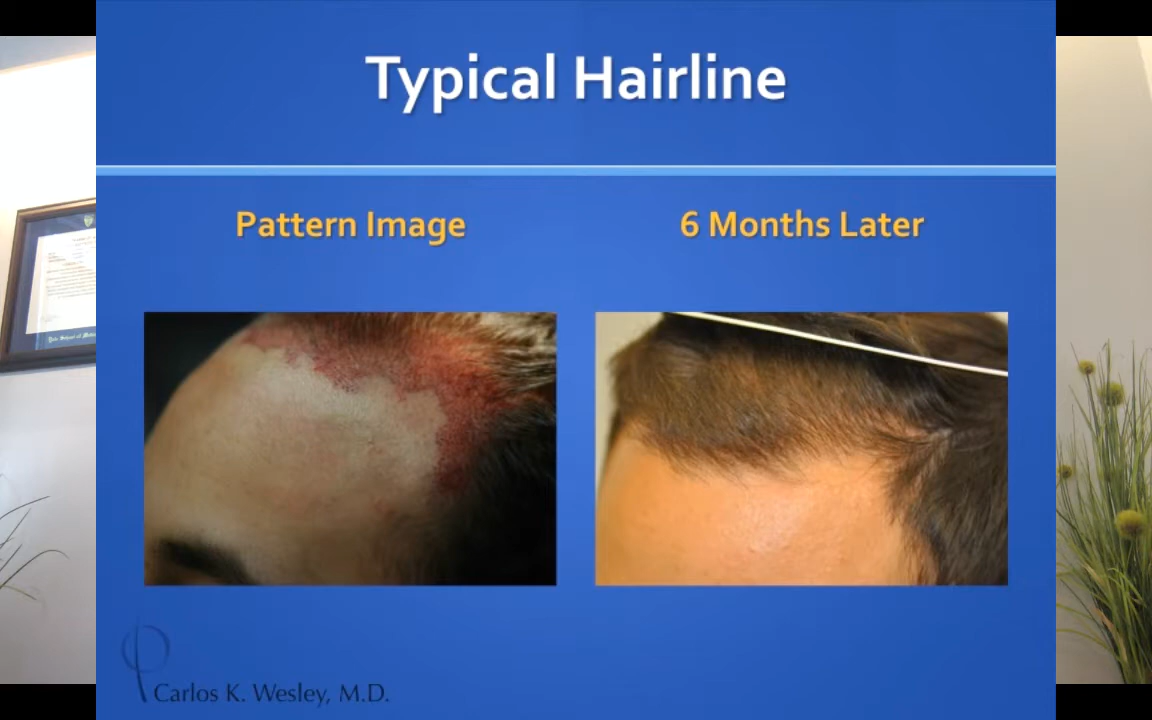 Typical Hairline
Pattern Image
6 Months Later
Carlos K. Wesley, M.D.